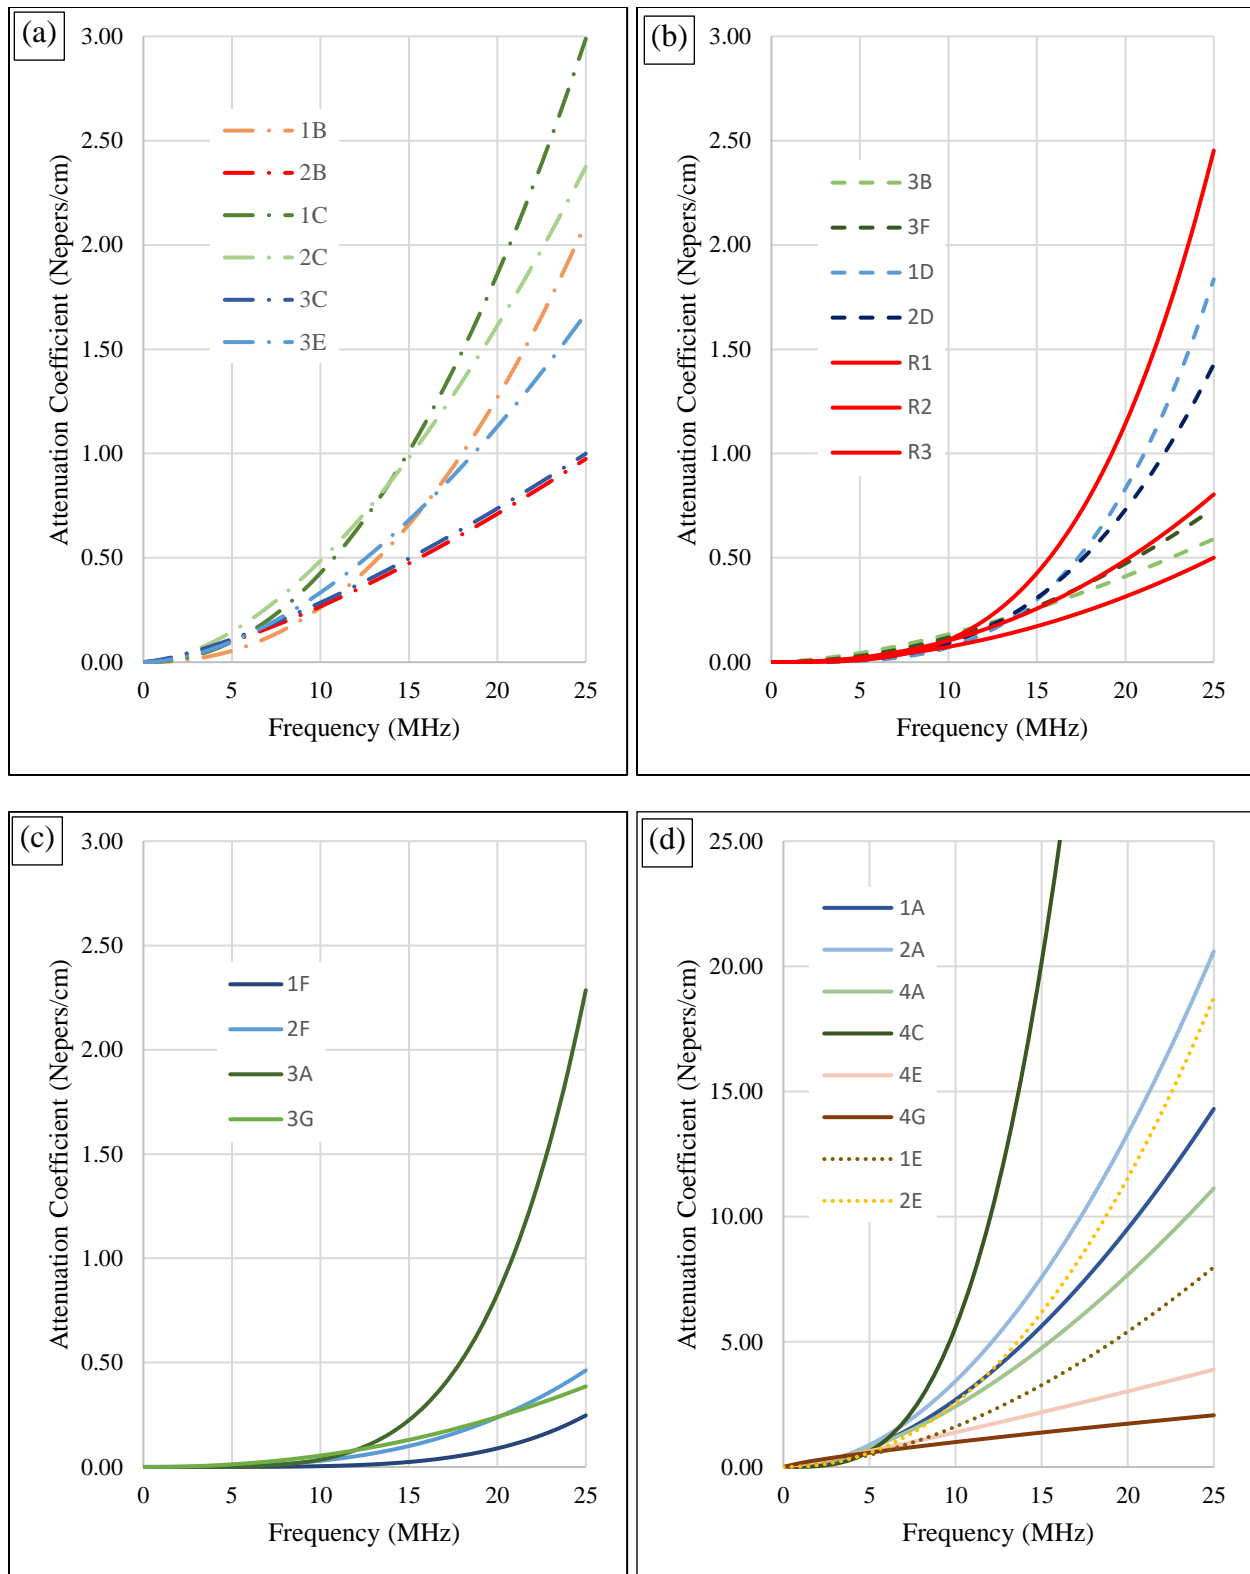 (a)
3.00
2.50
2.00
1.50
1.00
0.50
0.00
Attenuation Coefficient (Nepers/cm)
1B
2B
1C
2C
3C
3E
0 5 10 15 20 25
Frequency (MHz)
(b)
3.00
2.50
2.00
1.50
1.00
0.50
0.00
Attenuation Coefficient (Nepers/cm)
3B
3F
1D
2D
R1
R2
R3
0 5 10 15 20 25
Frequency (MHz)
(c)
3.00
2.50
2.00
1.50
1.00
0.50
0.00
Attenuation Coefficient (Nepers/cm)
1F
2F
3A
3G
0 5 10 15 20 25
Frequency (MHz)
(d)
25.00
20.00
15.00
10.00
5.00
0.00
Attenuation Coefficient (Nepers/cm)
1A
2A
4A
4C
4E
4G
1E
2E
0 5 10 15 20 25
Frequency (MHz)